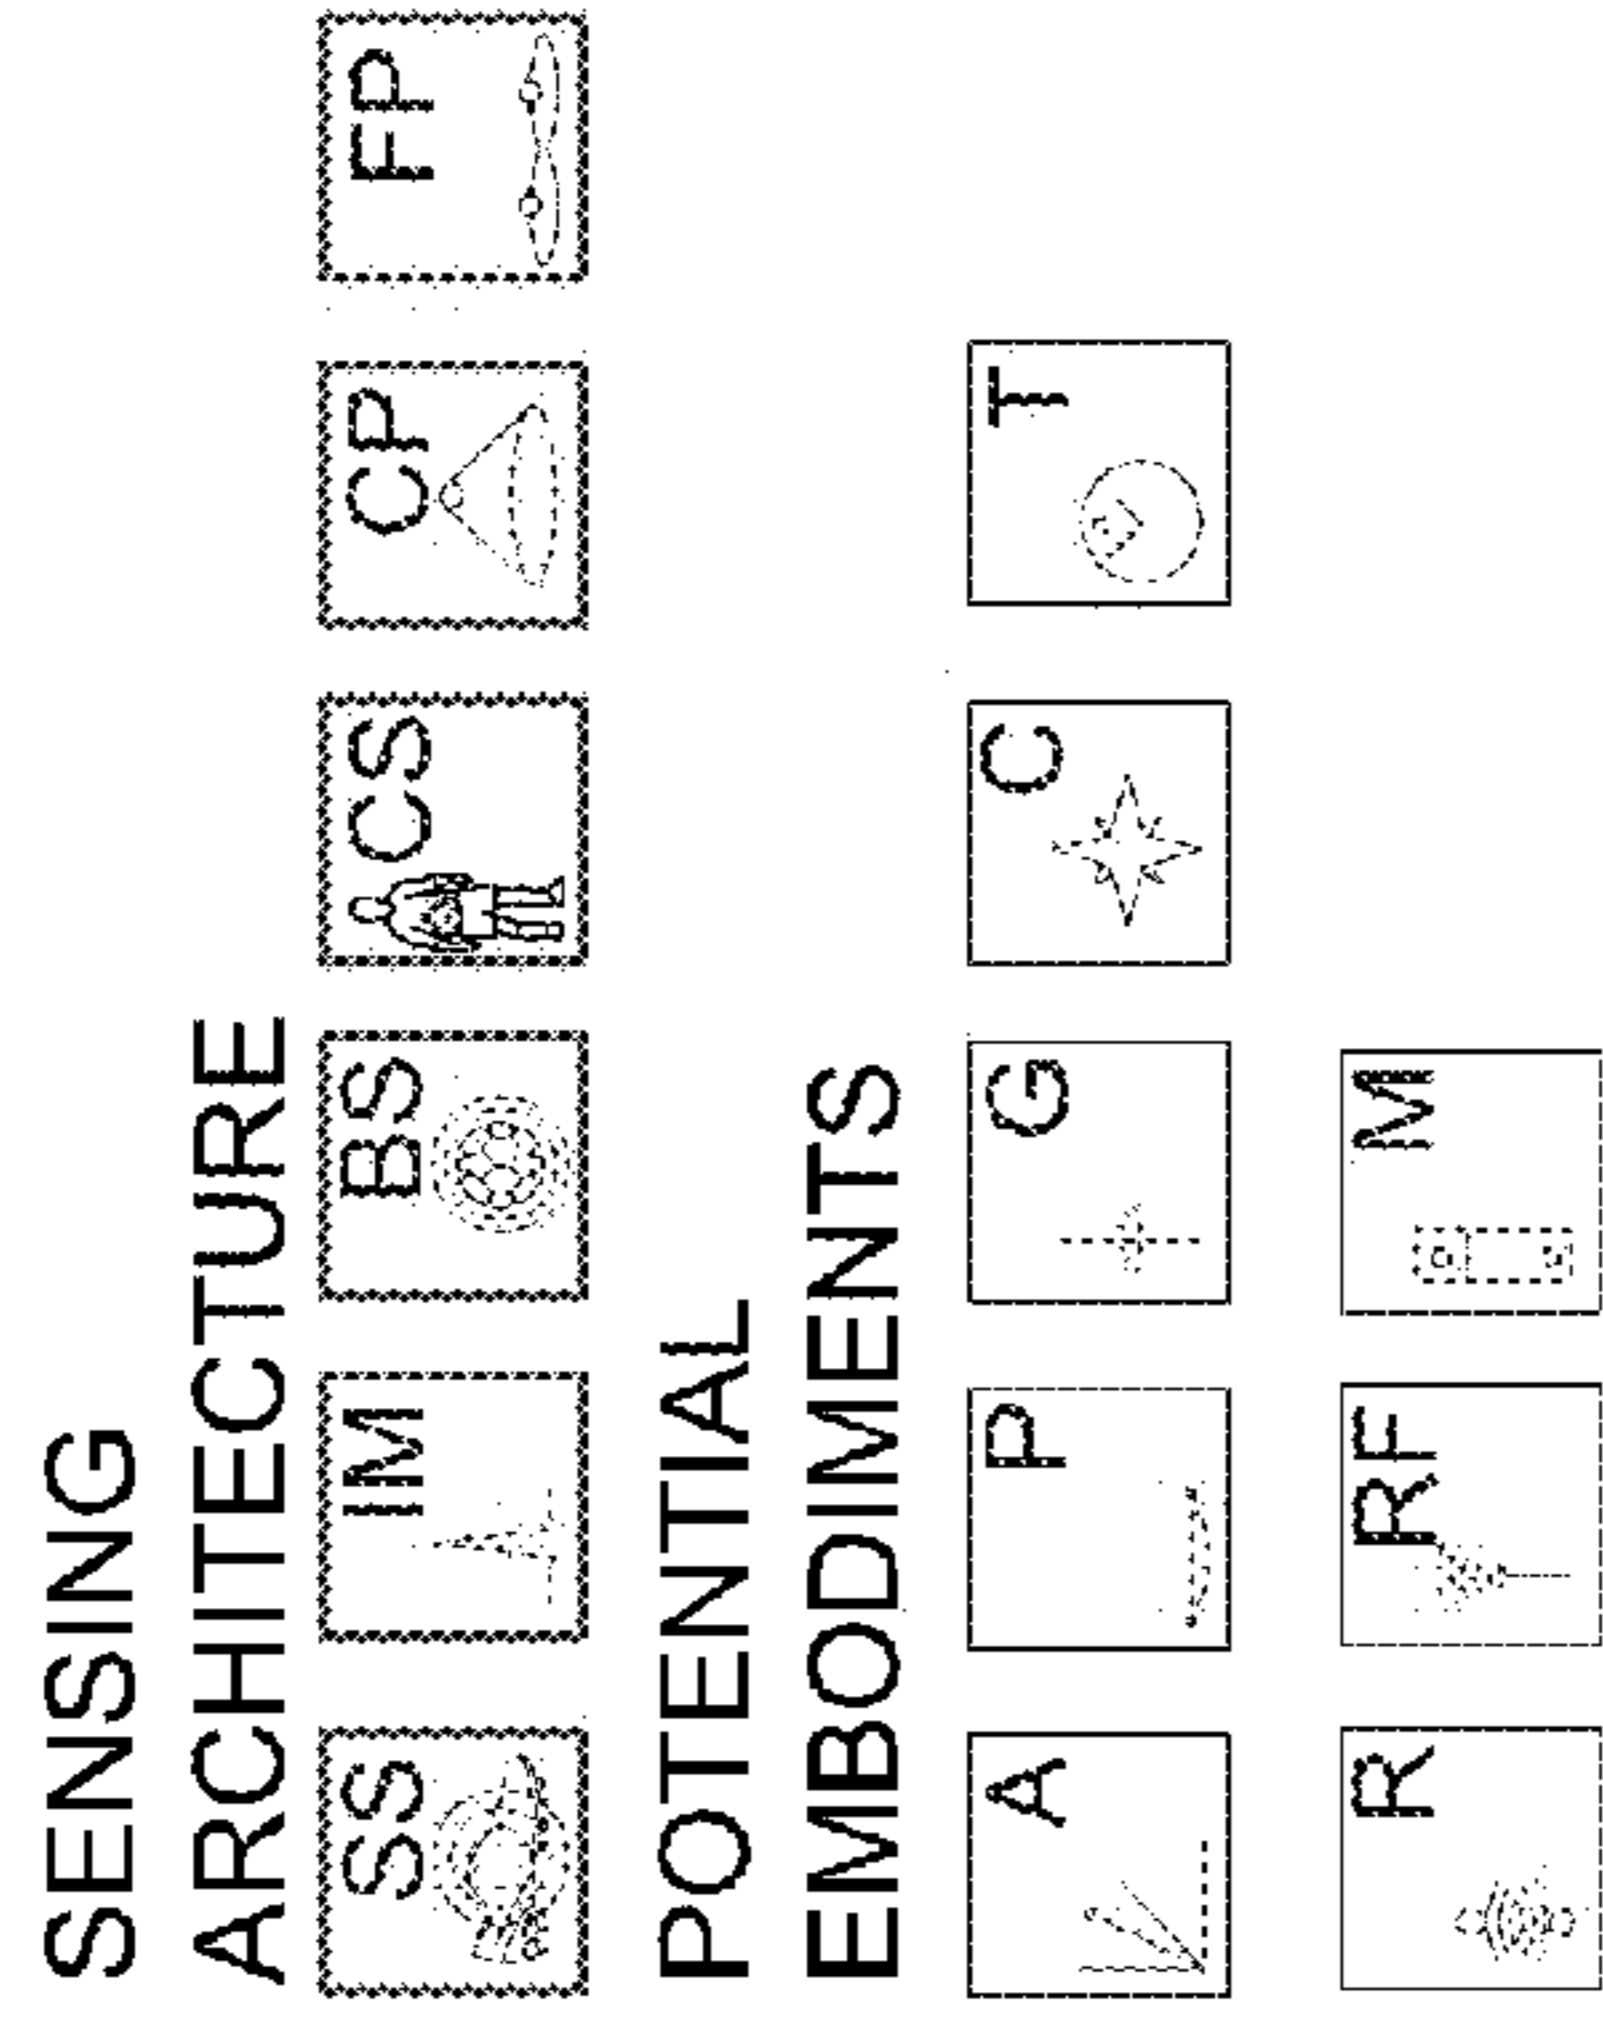 SENSING
ARCHITECTURE
SS IM BS CS CP FP
POTENTIAL
EMBODIMENTS
A P G C T
R RF M